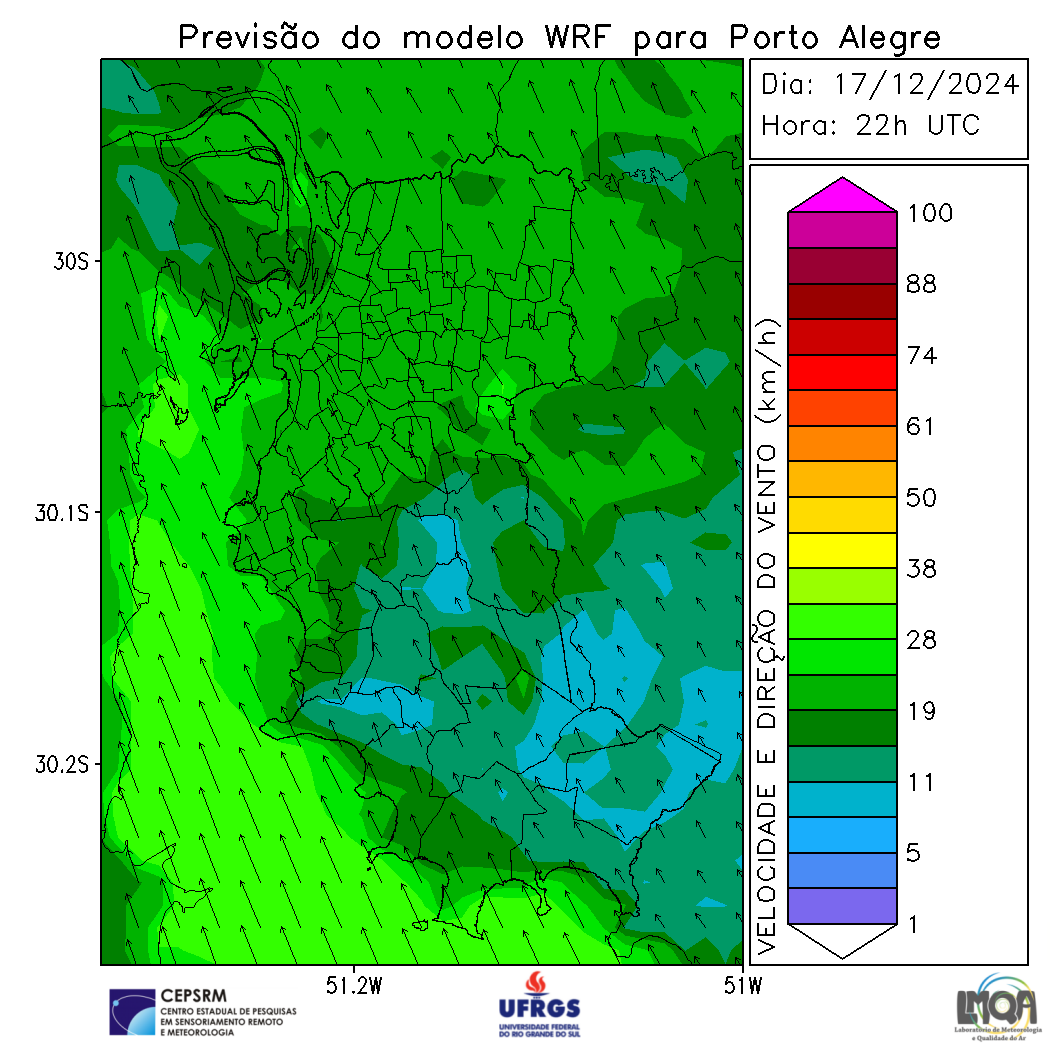 Previsão do modelo WRF para Porto Alegre
Dia: 17/12/2024
Hora: 22h UTC
30S
30.1S
30.2S
51.2W
51W
VELOCIDADE E DIREÇÃO DO VENTO (km/h)
100
88
74
61
50
38
28
19
11
5
1
CEPSRM
CENTRO ESTADUAL DE PESQUISAS
EM SENSORIAMENTO REMOTO
E METEOROLOGIA
UFRGS
UNIVERSIDADE FEDERAL
DO RIO GRANDE DO SUL
LMQA
Laboratório de Meteorologia
e Qualidade do Ar